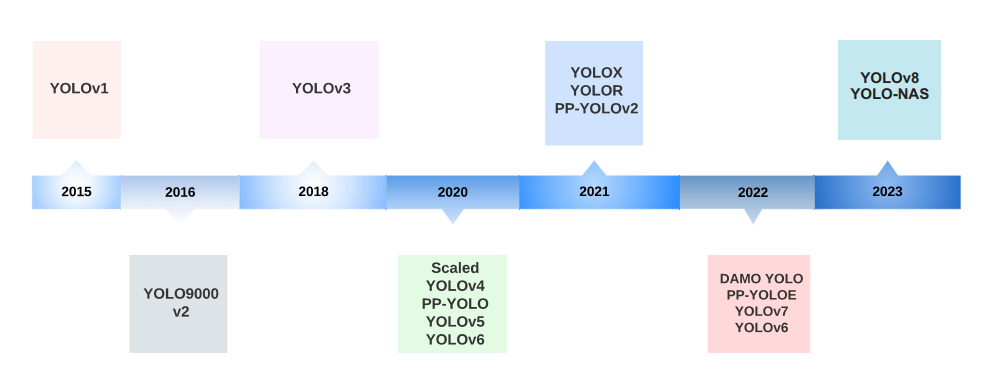 YOLOv1
YOLOv3
YOLOX
YOLOR
PP-YOLOv2
YOLOv8
YOLO-NAS
2015
2016
2018
2020
2021
2022
2023
YOLO9000
v2
Scaled
YOLOv4
PP-YOLO
YOLOv5
YOLOv6
DAMO YOLO
PP-YOLOE
YOLOv7
YOLOv6